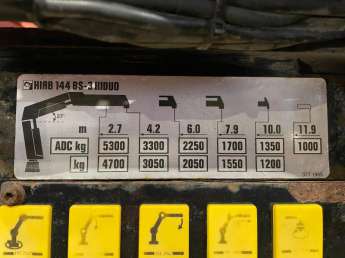 HIAB 144 BS-3 HIDUO
m 2.7 4.2 6.0 7.9 10.0 11.9
ADC kg 5300 3300 2250 1700 1350 1000
kg 4700 3050 2050 1550 1200